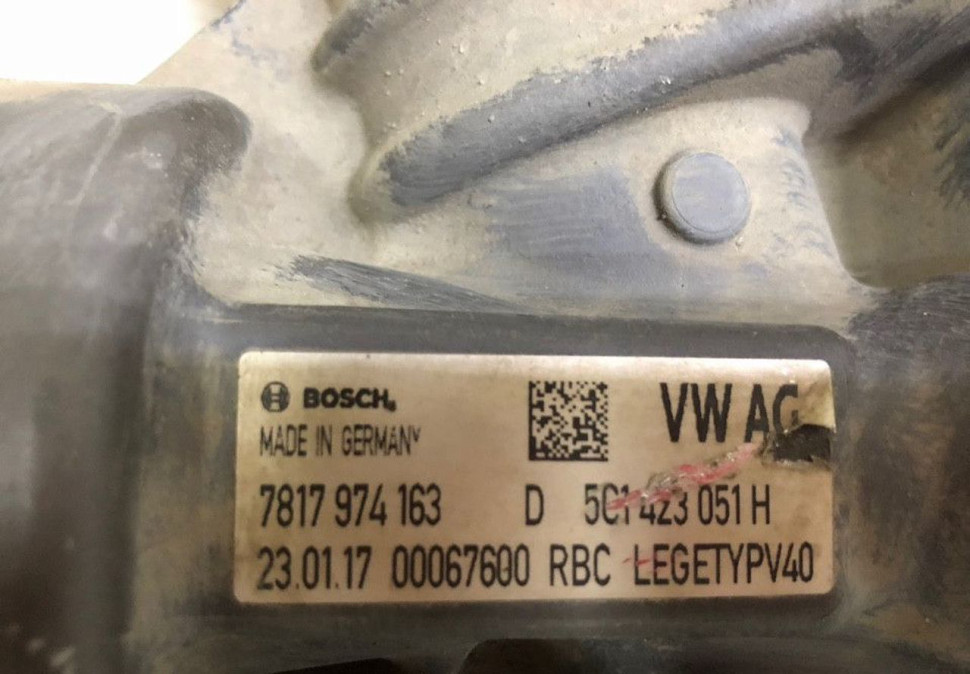 BOSCH
VW AG
MADE IN GERMANY
7817 974 163 D 5C1 423 051 H
23.01.17 00067600 RBC LEGETYPV40